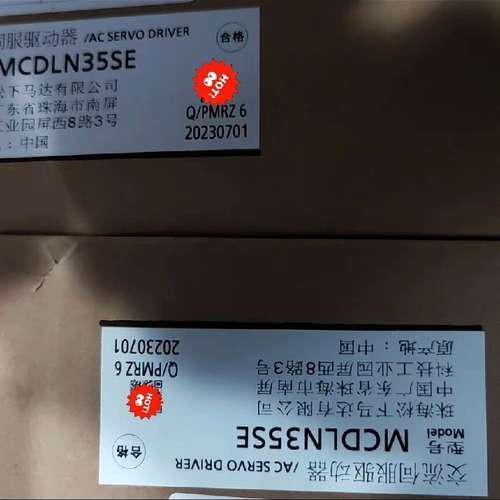 伺服驱动器 /AC SERVO DRIVER
合格
MCDLN35SE
松下马达有限公司
广东省珠海市南屏
工业园屏西8路3号
：中国
HOT!
Q/PMRZ 6
20230701
交流伺服驱动器 /AC SERVO DRIVER
合格
型号
Model
MCDLN35SE
珠海松下马达有限公司
中国广东省珠海市南屏
科技工业园屏西8路3号
原产地：中国
HOT!
Q/PMRZ 6
20230701